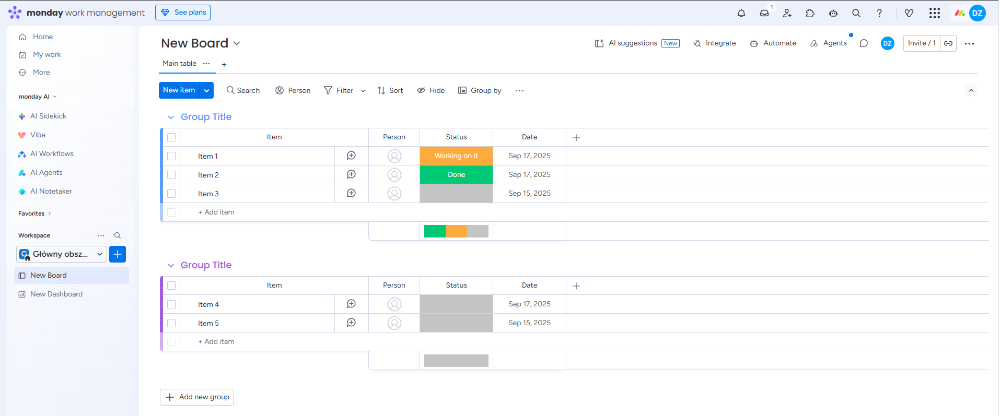 monday work management
See plans
1
DZ
Home
My work
More
monday AI
AI Sidekick
Vibe
AI Workflows
AI Agents
AI Notetaker
Favorites
Workspace
G
Główny obsz...
New Board
New Dashboard
New Board
AI suggestions New
Integrate
Automate
Agents
DZ
Invite / 1
Main table
New item
Search
Person
Filter
Sort
Hide
Group by
Group Title
Item Person Status Date
Item 1 Working on it Sep 17, 2025
Item 2 Done Sep 17, 2025
Item 3 Sep 15, 2025
+ Add item
Group Title
Item Person Status Date
Item 4 Sep 17, 2025
Item 5 Sep 15, 2025
+ Add item
Add new group